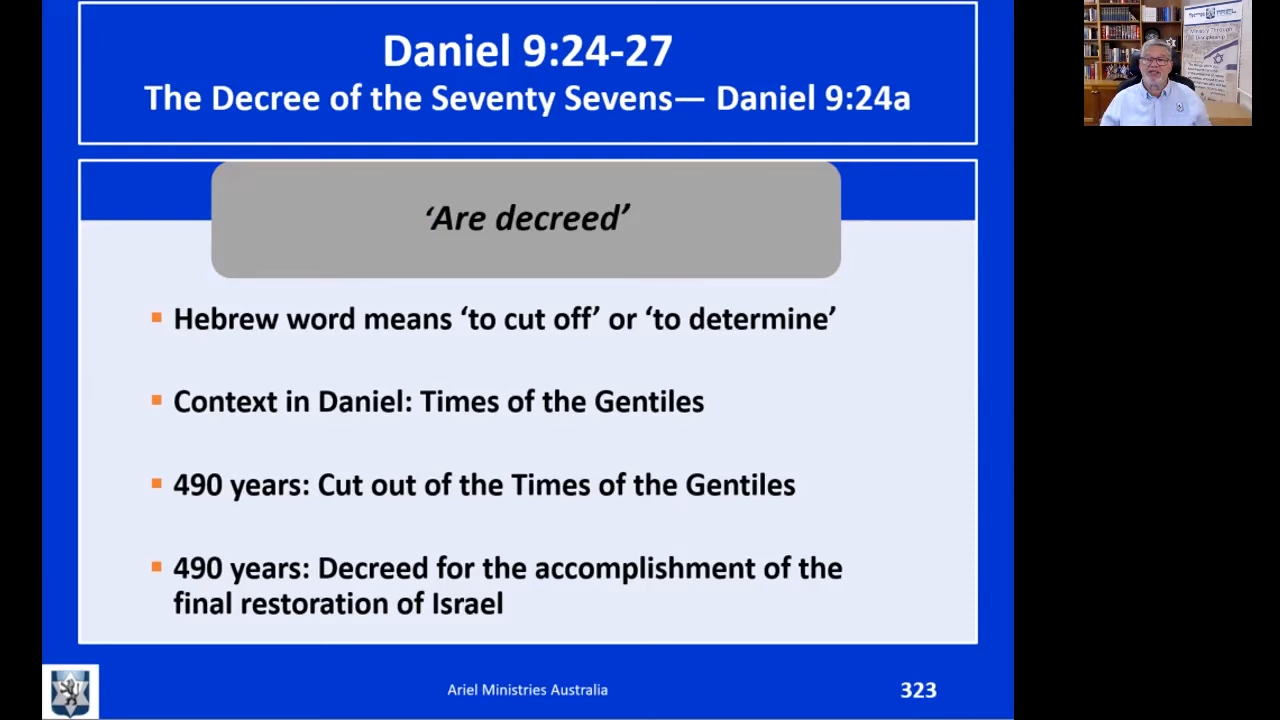 Daniel 9:24-27
The Decree of the Seventy Sevens— Daniel 9:24a
‘Are decreed’
▪ Hebrew word means ‘to cut off’ or ‘to determine’
▪ Context in Daniel: Times of the Gentiles
▪ 490 years: Cut out of the Times of the Gentiles
▪ 490 years: Decreed for the accomplishment of the
final restoration of Israel
Ariel Ministries Australia
323
Ministry Through
Discipleship